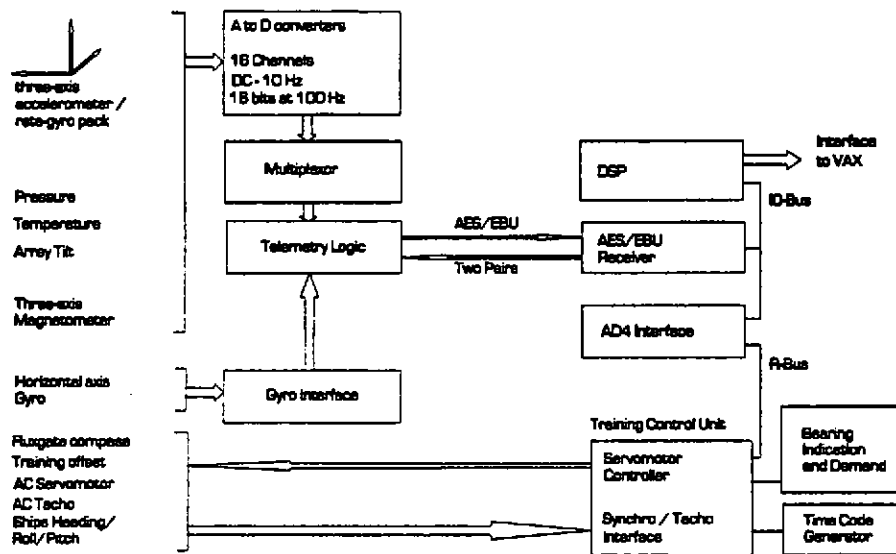 A to D converters
16 Channels
DC - 10 Hz
16 bits at 100 Hz
three-axis
accelerometer /
rate-gyro pack
Multiplexor
DSP
Interface
to VAX
IO-Bus
Pressure
Temperature
Array Tilt
Telemetry Logic
AES/EBU
Two Pairs
AES/EBU
Receiver
Three-axis
Magnetometer
AD4 Interface
R-Bus
Horizontal axis
Gyro
Gyro Interface
Training Control Unit
Fluxgate compass
Training offset
AC Servomotor
AC Tacho
Ships Heading/
Roll/Pitch
Servomotor
Controller
Synchro / Tacho
Interface
Bearing
Indication
and Demand
Time Code
Generator